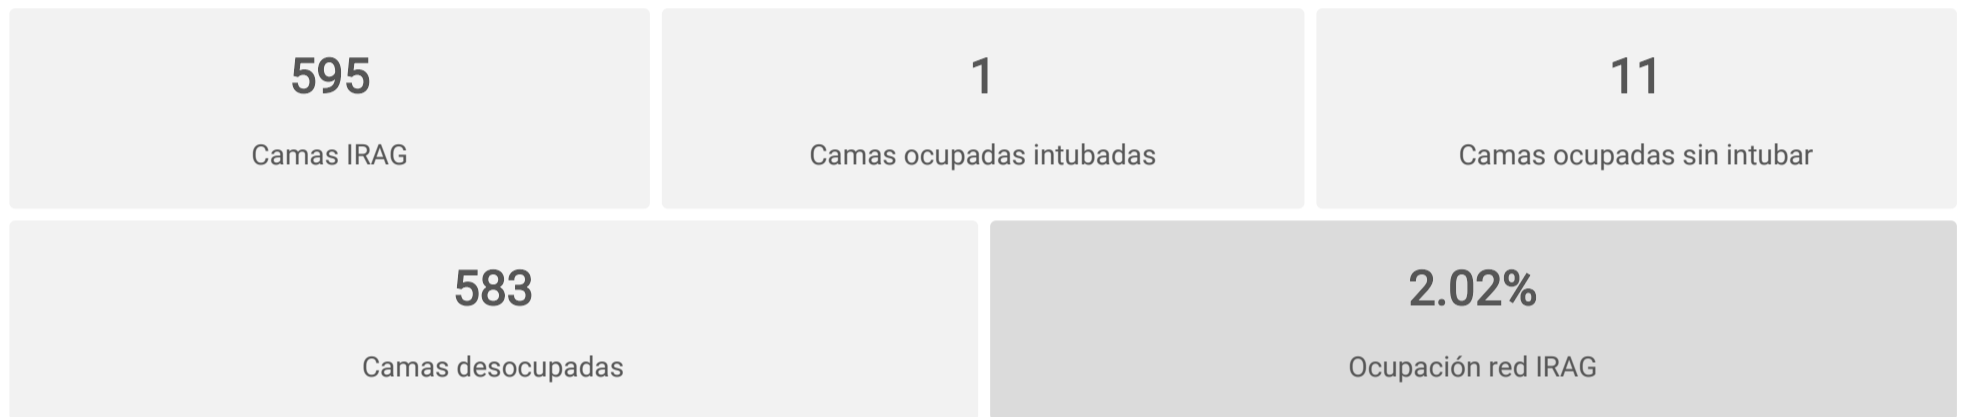 595
1
11
Camas IRAG
Camas ocupadas intubadas
Camas ocupadas sin intubar
583
2.02%
Camas desocupadas
Ocupación red IRAG